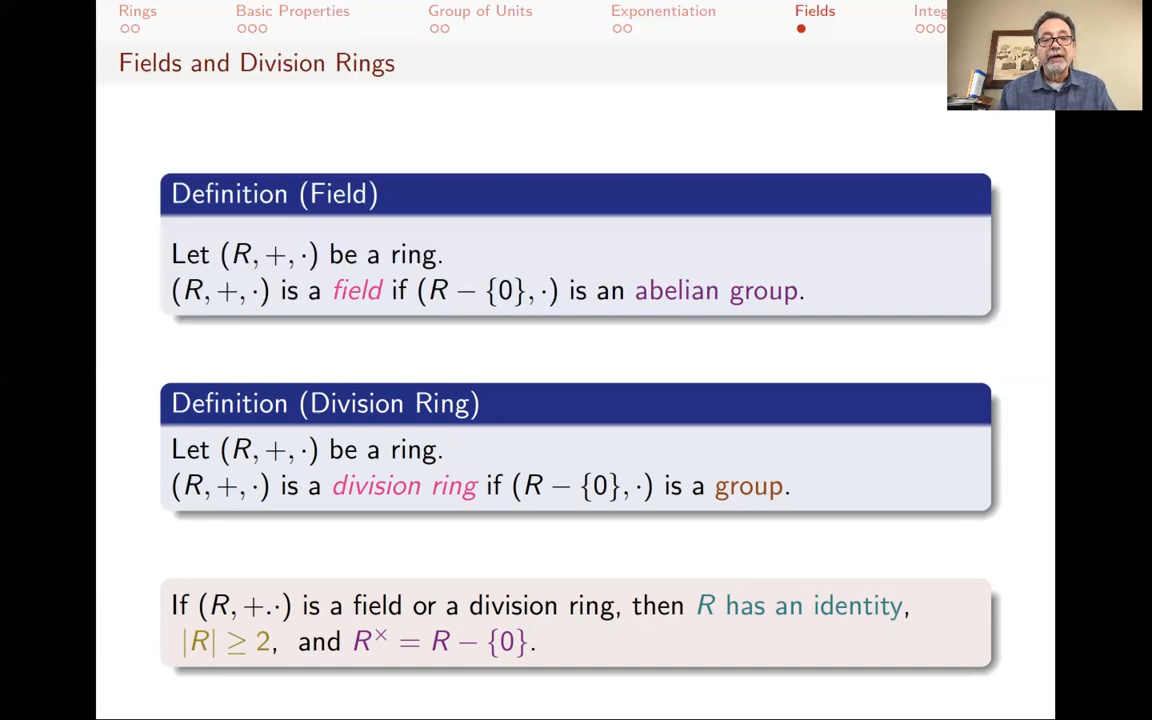 Rings Basic Properties Group of Units Exponentiation Fields Integ
Fields and Division Rings
Definition (Field)
Let (R, +, ·) be a ring.
(R, +, ·) is a field if (R − {0}, ·) is an abelian group.
Definition (Division Ring)
Let (R, +, ·) be a ring.
(R, +, ·) is a division ring if (R − {0}, ·) is a group.
If (R, +.·) is a field or a division ring, then R has an identity,
|R| ≥ 2, and R× = R − {0}.